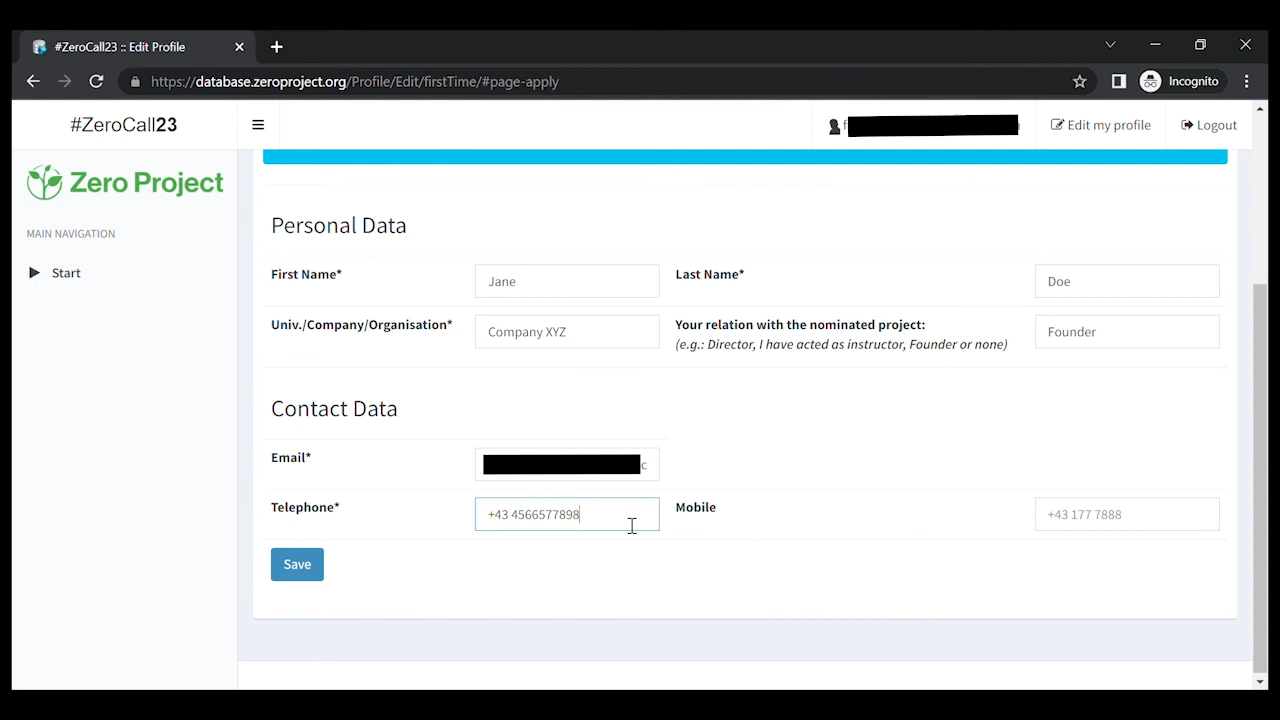 #ZeroCall23 :: Edit Profile
https://database.zeroproject.org/Profile/Edit/firstTime/#page-apply
Incognito
#ZeroCall23
Edit my profile
Logout
Zero Project
MAIN NAVIGATION
Start
Personal Data
First Name*
Jane
Last Name*
Doe
Univ./Company/Organisation*
Company XYZ
Your relation with the nominated project:
(e.g.: Director, I have acted as instructor, Founder or none)
Founder
Contact Data
Email*
c
Telephone*
+43 4566577898
Mobile
+43 177 7888
Save